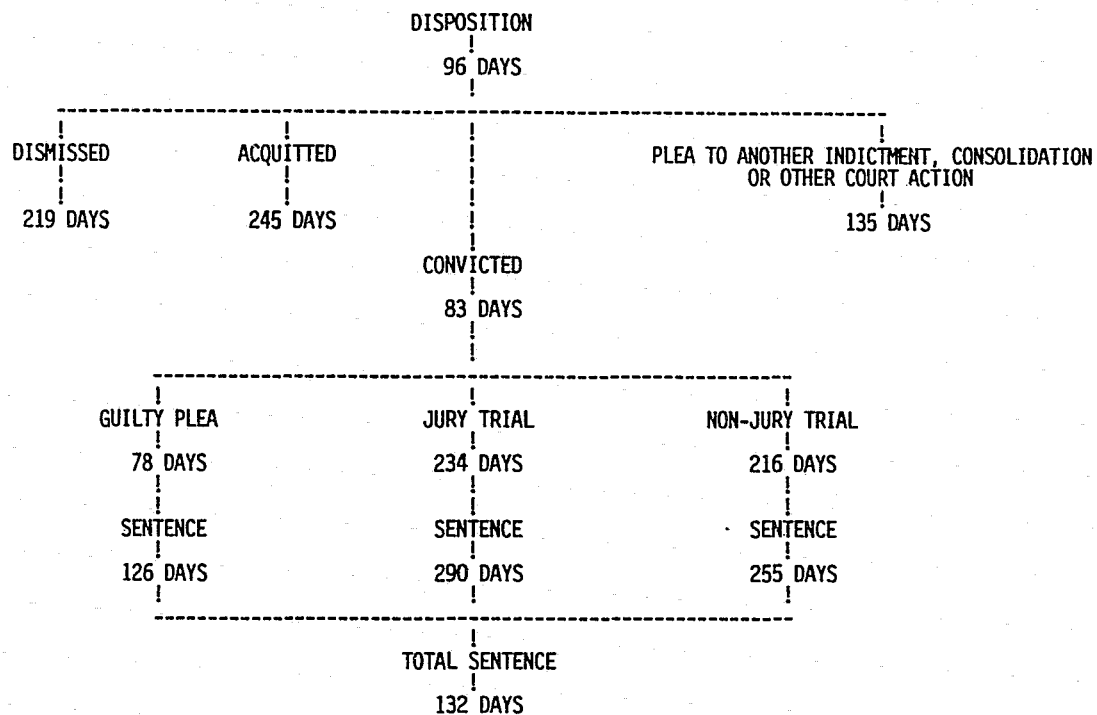 DISPOSITION
96 DAYS
DISMISSED ACQUITTED PLEA TO ANOTHER INDICTMENT, CONSOLIDATION
OR OTHER COURT ACTION
219 DAYS 245 DAYS 135 DAYS
CONVICTED
83 DAYS
GUILTY PLEA JURY TRIAL NON-JURY TRIAL
78 DAYS 234 DAYS 216 DAYS
SENTENCE SENTENCE SENTENCE
126 DAYS 290 DAYS 255 DAYS
TOTAL SENTENCE
132 DAYS